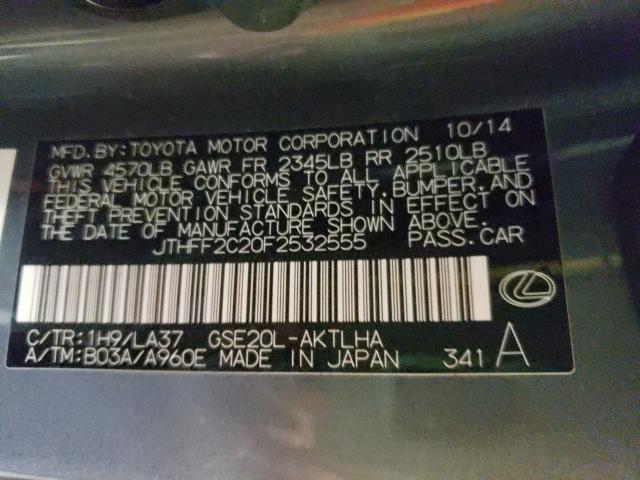 MFD. BY: TOYOTA MOTOR CORPORATION 10/14
GVWR 4570LB GAWR FR 2345LB RR 2510LB
THIS VEHICLE CONFORMS TO ALL APPLICABLE
FEDERAL MOTOR VEHICLE SAFETY, BUMPER, AND
THEFT PREVENTION STANDARDS IN EFFECT ON
THE DATE OF MANUFACTURE SHOWN ABOVE.
JTHFF2C20F2532555 PASS. CAR
C/TR: 1H9/LA37 GSE20L-AKTLHA
A/TM: B03A/A960E MADE IN JAPAN 341 A